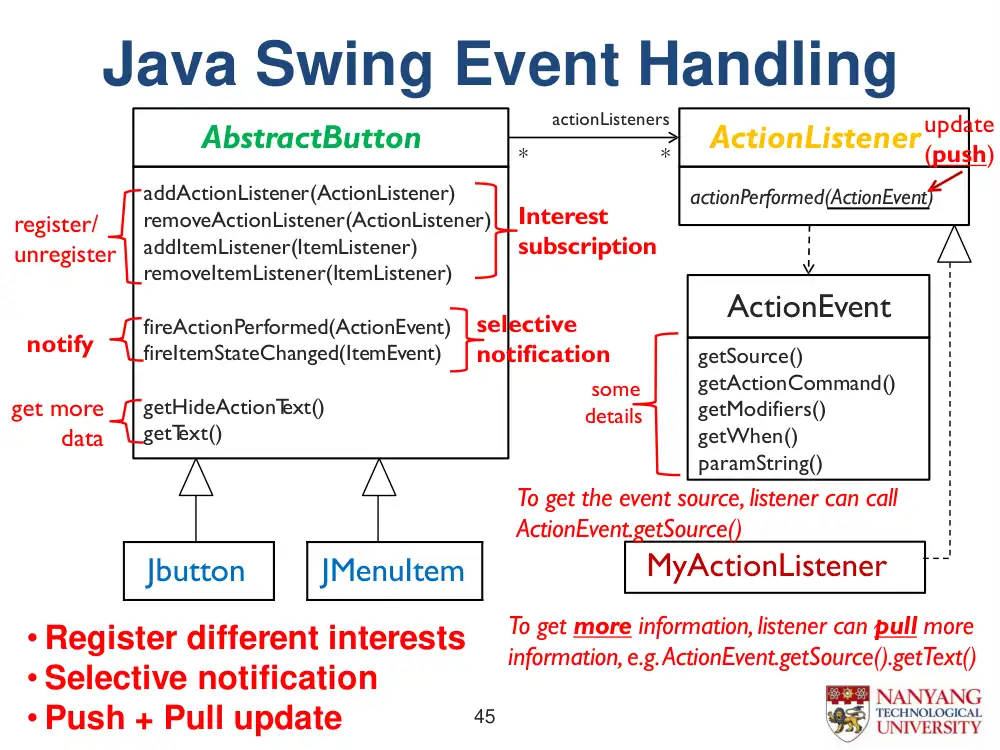 Java Swing Event Handling
AbstractButton
actionListeners
*
*
ActionListener
update
(push)
actionPerformed(ActionEvent)
register/
unregister
addActionListener(ActionListener)
removeActionListener(ActionListener)
addItemListener(ItemListener)
removeItemListener(ItemListener)
Interest
subscription
notify
fireActionPerformed(ActionEvent)
fireItemStateChanged(ItemEvent)
selective
notification
get more
data
getHideActionText()
getText()
ActionEvent
some
details
getSource()
getActionCommand()
getModifiers()
getWhen()
paramString()
To get the event source, listener can call
ActionEvent.getSource()
Jbutton
JMenuItem
MyActionListener
• Register different interests
• Selective notification
• Push + Pull update
To get more information, listener can pull more
information, e.g. ActionEvent.getSource().getText()
45
NANYANG
TECHNOLOGICAL
UNIVERSITY